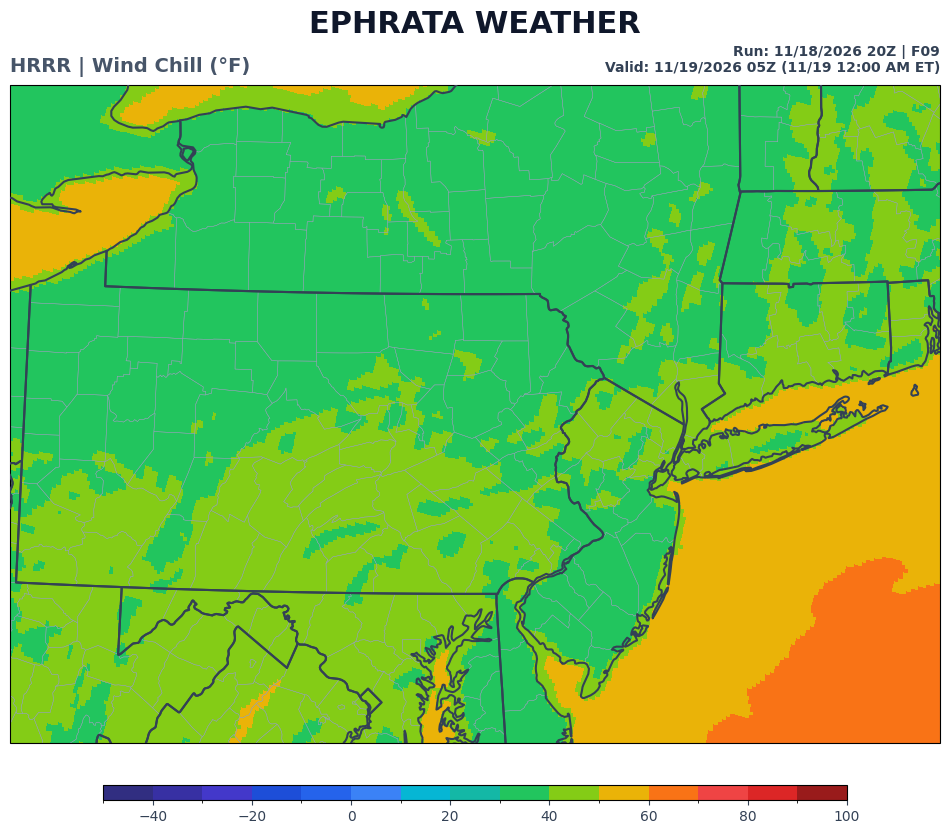 EPHRATA WEATHER
Run: 11/18/2026 20Z | F09
HRRR | Wind Chill (°F)
Valid: 11/19/2026 05Z (11/19 12:00 AM ET)
−40 −20 0 20 40 60 80 100